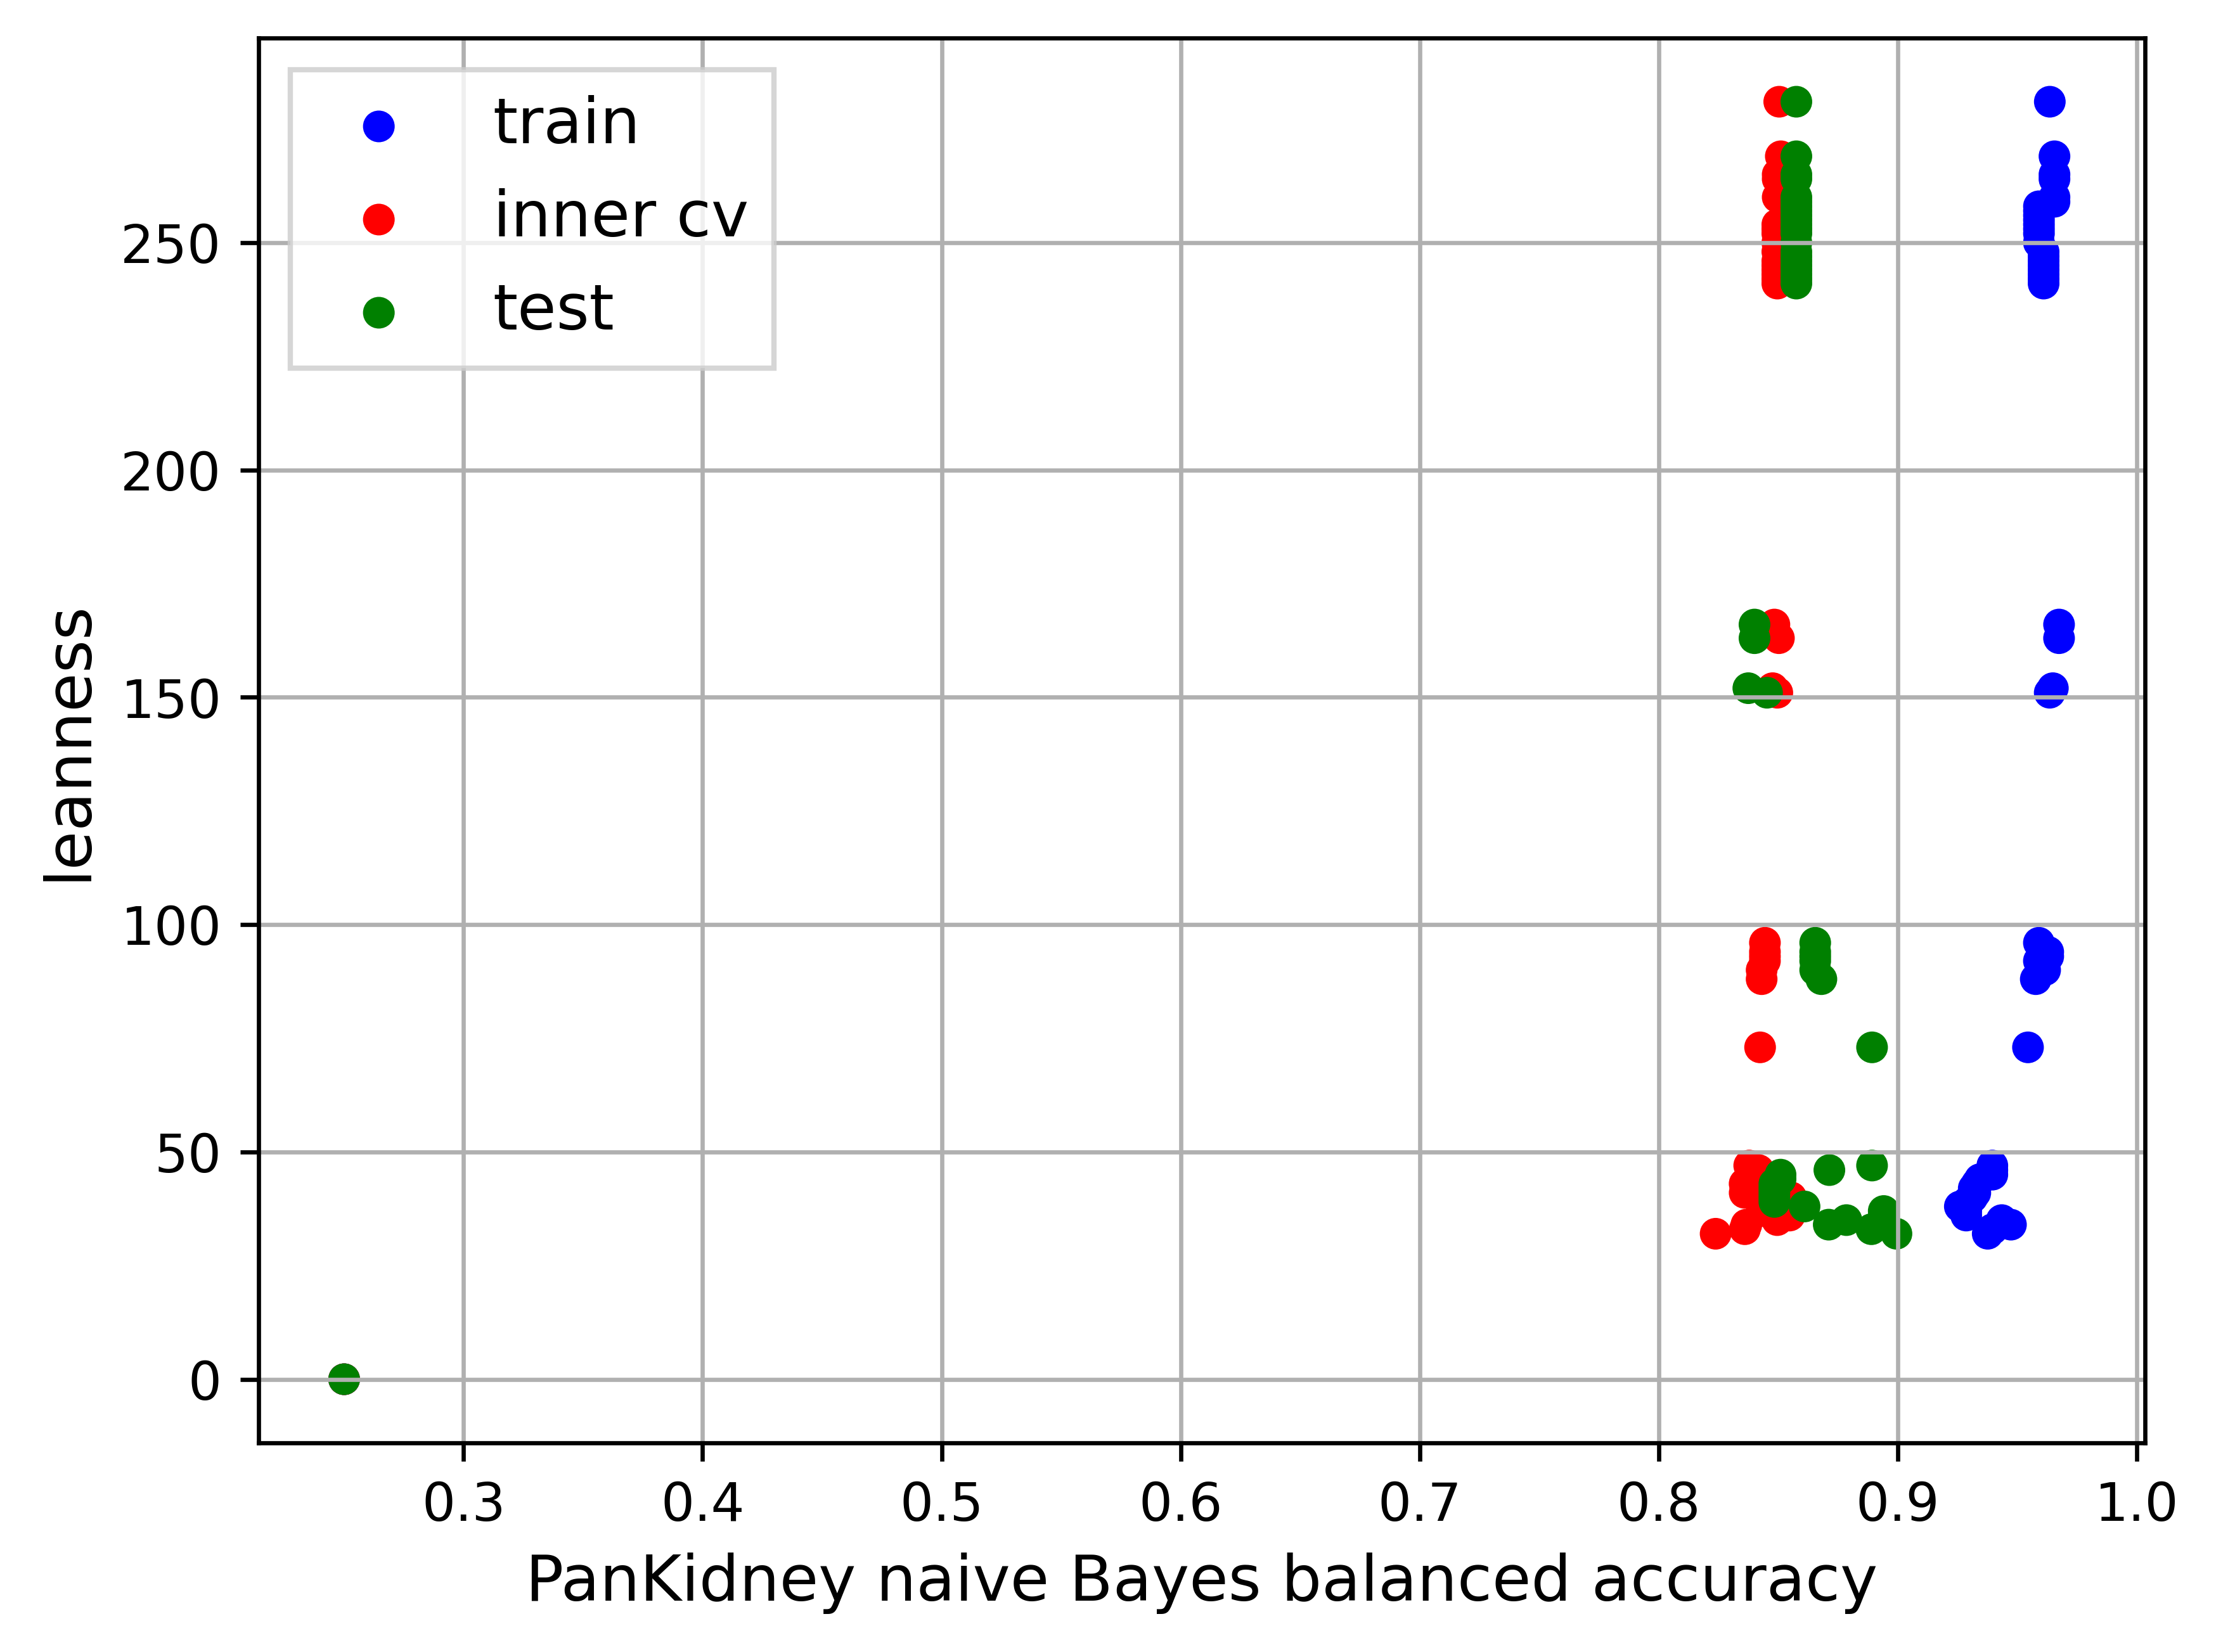 train
inner cv
test
250
200
150
100
50
0
leanness
0.3 0.4 0.5 0.6 0.7 0.8 0.9 1.0
PanKidney naive Bayes balanced accuracy